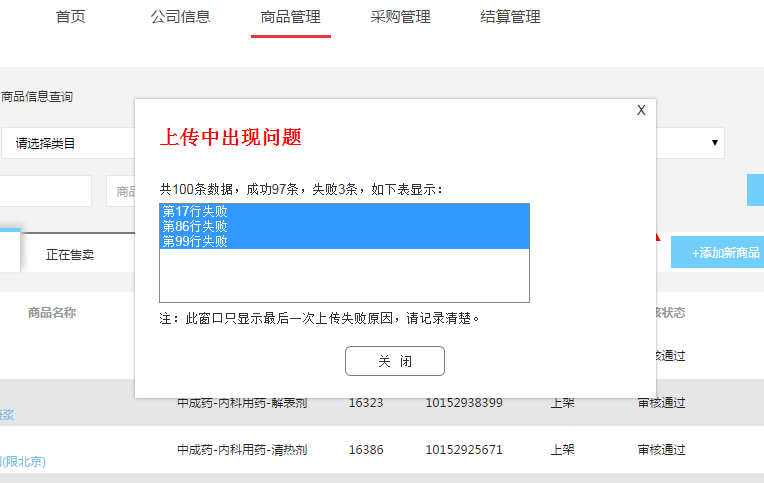 首页 公司信息 商品管理 采购管理 结算管理
商品信息查询
X
上传中出现问题
请选择类目
共100条数据，成功97条，失败3条，如下表显示：
商品
第17行失败
第86行失败
第99行失败
正在售卖
+添加新商品
商品名称
核状态
注：此窗口只显示最后一次上传失败原因，请记录清楚。
关 闭
核通过
中成药-内科用药-解表剂 16323 10152938399 上架 审核通过
浆
中成药-内科用药-清热剂 16386 10152925671 上架 审核通过
(限北京)